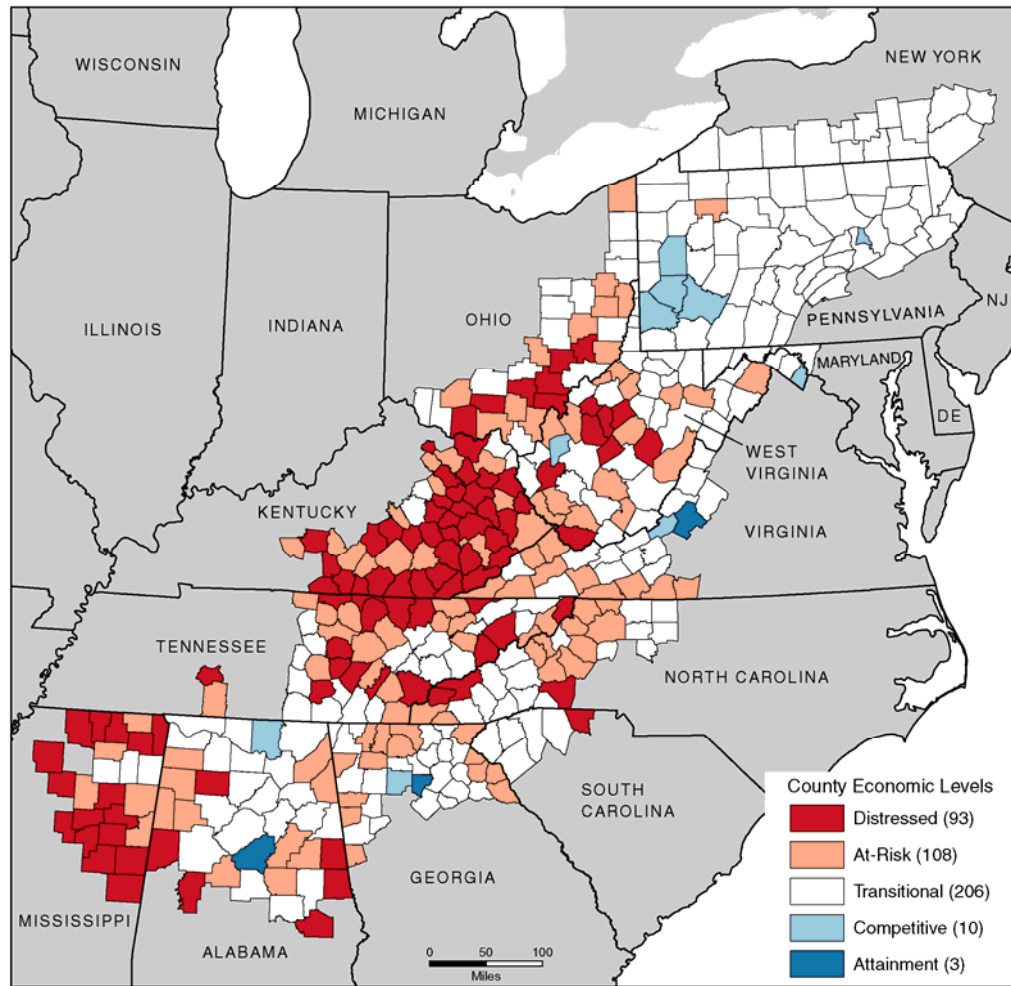 WISCONSIN
MICHIGAN
NEW YORK
ILLINOIS
INDIANA
OHIO
PENNSYLVANIA
NJ
MARYLAND
DE
WEST
VIRGINIA
KENTUCKY
VIRGINIA
TENNESSEE
NORTH CAROLINA
SOUTH
CAROLINA
GEORGIA
MISSISSIPPI
ALABAMA
0 50 100
Miles
County Economic Levels
Distressed (93)
At-Risk (108)
Transitional (206)
Competitive (10)
Attainment (3)